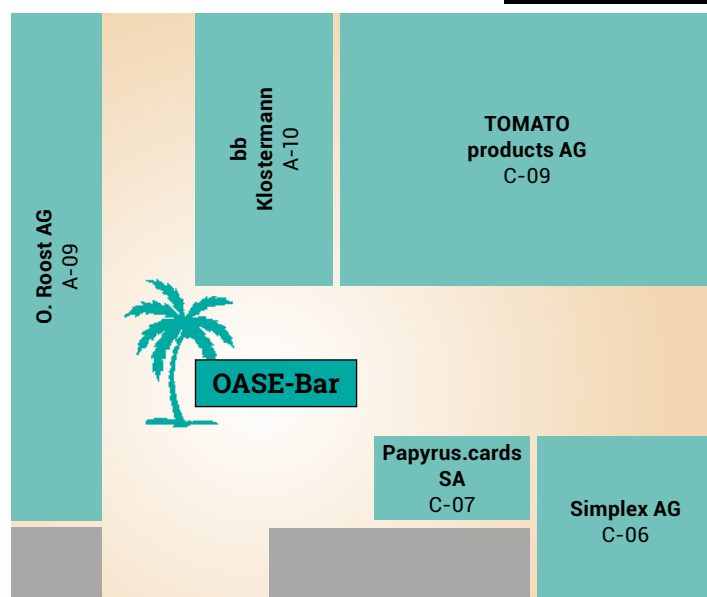 O. Roost AG
A-09
bb
Klostermann
A-10
TOMATO
products AG
C-09
OASE-Bar
Papyrus.cards
SA
C-07
Simplex AG
C-06